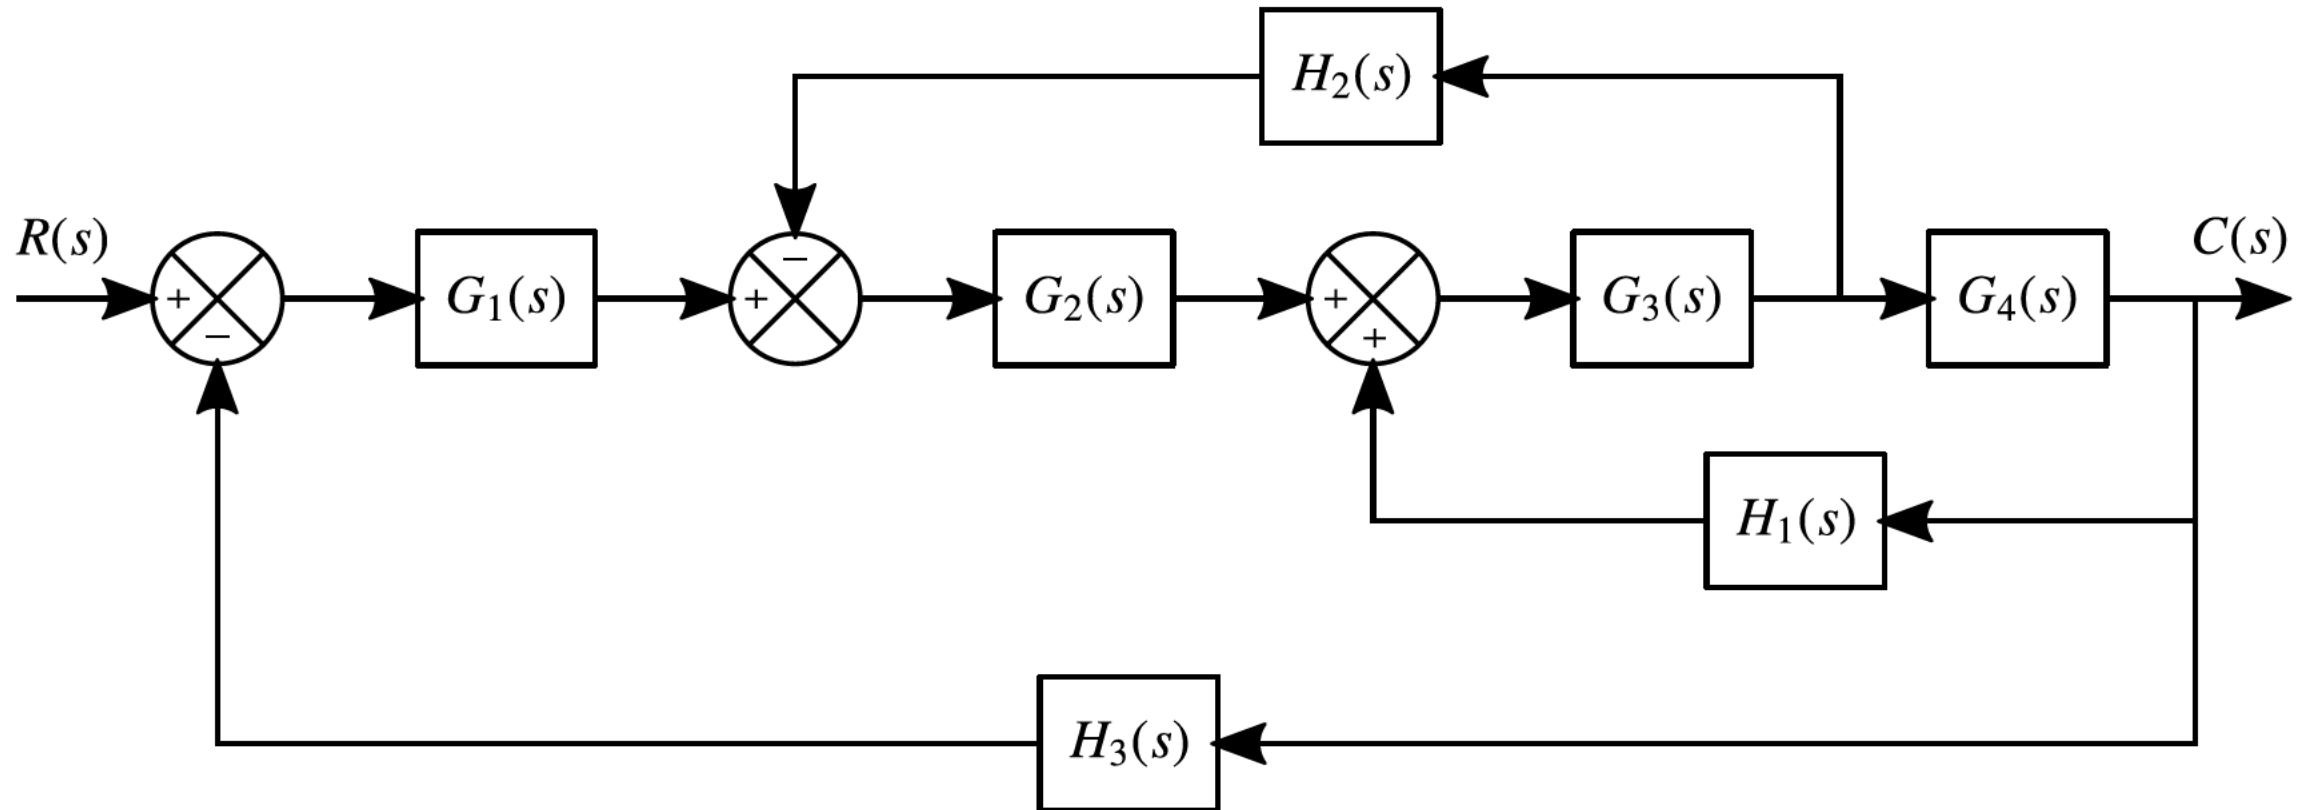 H₂(s)
R(s)
C(s)
−
+
G₁(s)
+
G₂(s)
+
G₃(s)
G₄(s)
−
+
H₁(s)
H₃(s)